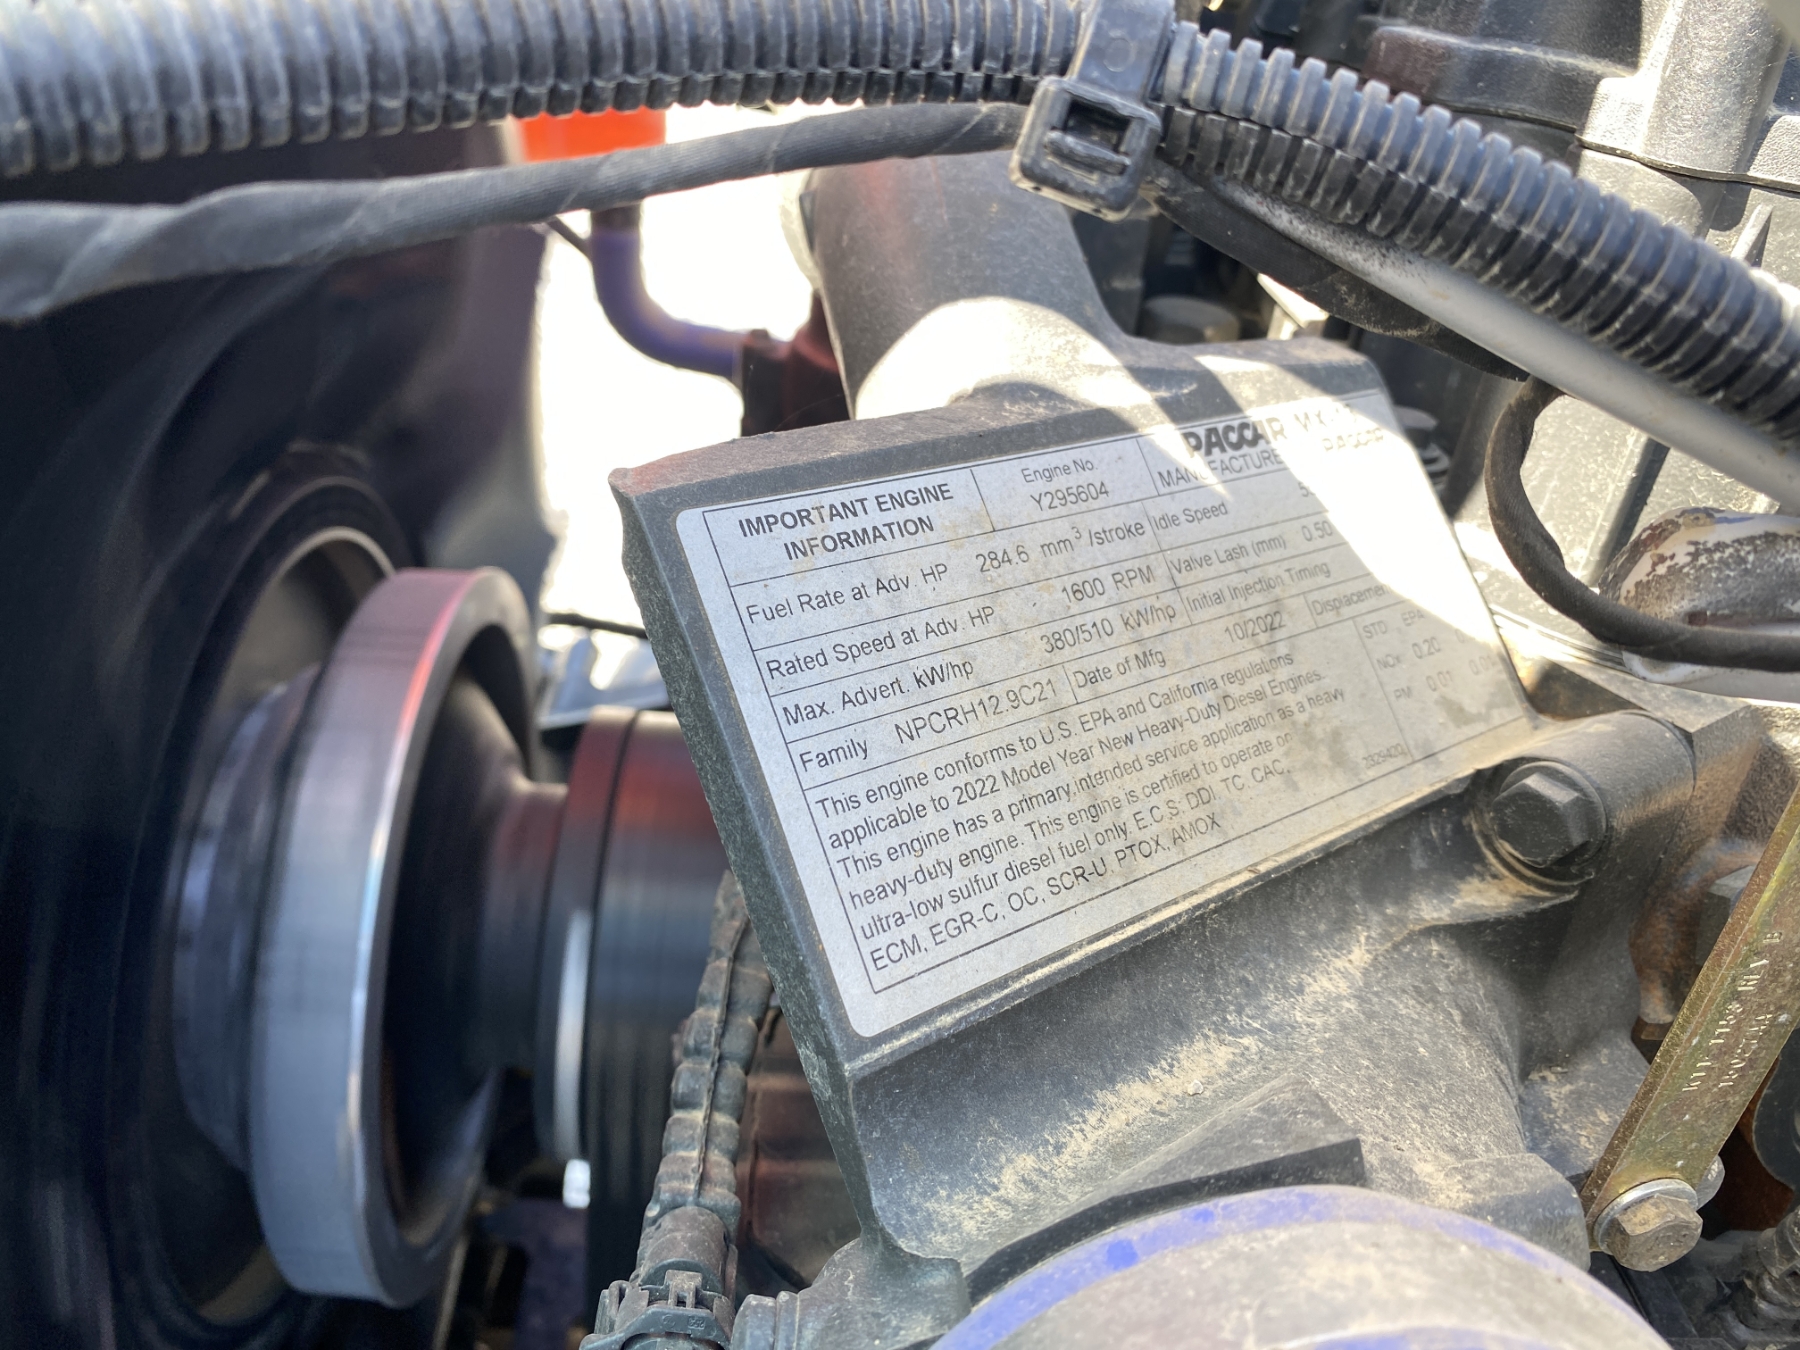 IMPORTANT ENGINE
INFORMATION
Engine No.
Y295604
PACCAR MX
MANUFACTURE PACCAR
Fuel Rate at Adv. HP 284.6 mm³ /stroke Idle Speed
Rated Speed at Adv. HP 1600 RPM Valve Lash (mm) 0.50
Max. Advert. kW/hp 380/510 kW/hp Initial Injection Timing
Family NPCRH12.9C21 Date of Mfg 10/2022 Displacement
This engine conforms to U.S. EPA and California regulations
applicable to 2022 Model Year New Heavy-Duty Diesel Engines.
This engine has a primary intended service application as a heavy
heavy-duty engine. This engine is certified to operate on
ultra-low sulfur diesel fuel only. E.C.S: DDI, TC, CAC,
ECM, EGR-C, OC, SCR-U, PTOX, AMOX
STD EPA
NOx 0.20
PM 0.01